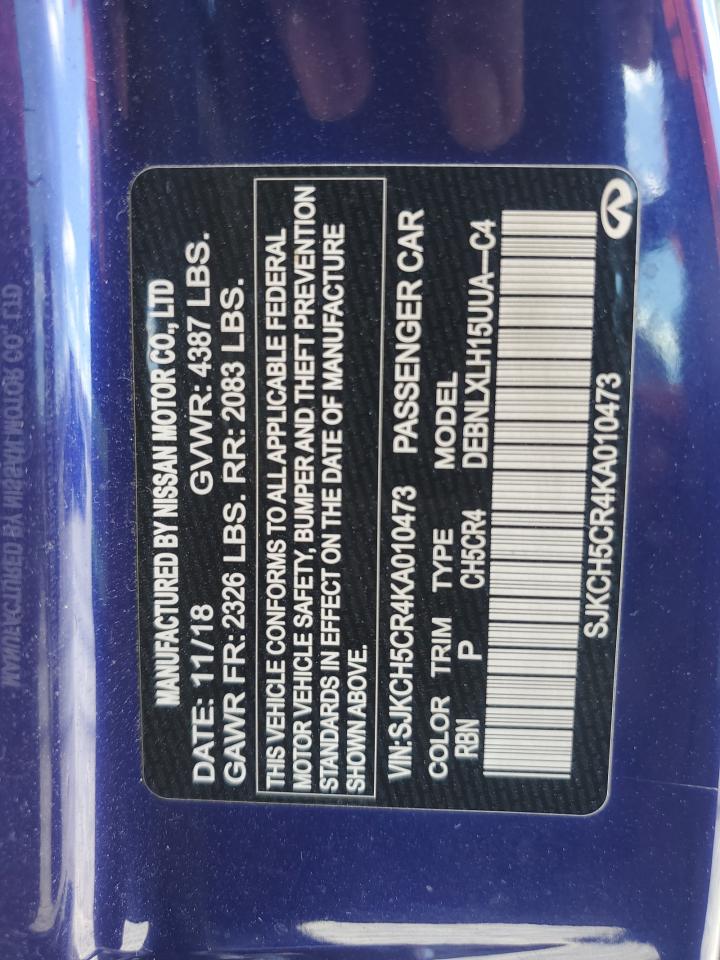 MANUFACTURED BY NISSAN MOTOR CO., LTD
DATE: 11/18 GVWR: 4387 LBS.
GAWR FR: 2326 LBS. RR: 2083 LBS.
THIS VEHICLE CONFORMS TO ALL APPLICABLE FEDERAL
MOTOR VEHICLE SAFETY, BUMPER AND THEFT PREVENTION
STANDARDS IN EFFECT ON THE DATE OF MANUFACTURE
SHOWN ABOVE.
VIN: SJKCH5CR4KA010473 PASSENGER CAR
COLOR TRIM TYPE MODEL
RBN P CH5CR4 DEBNLXLH15UUA-C4
SJKCH5CR4KA010473